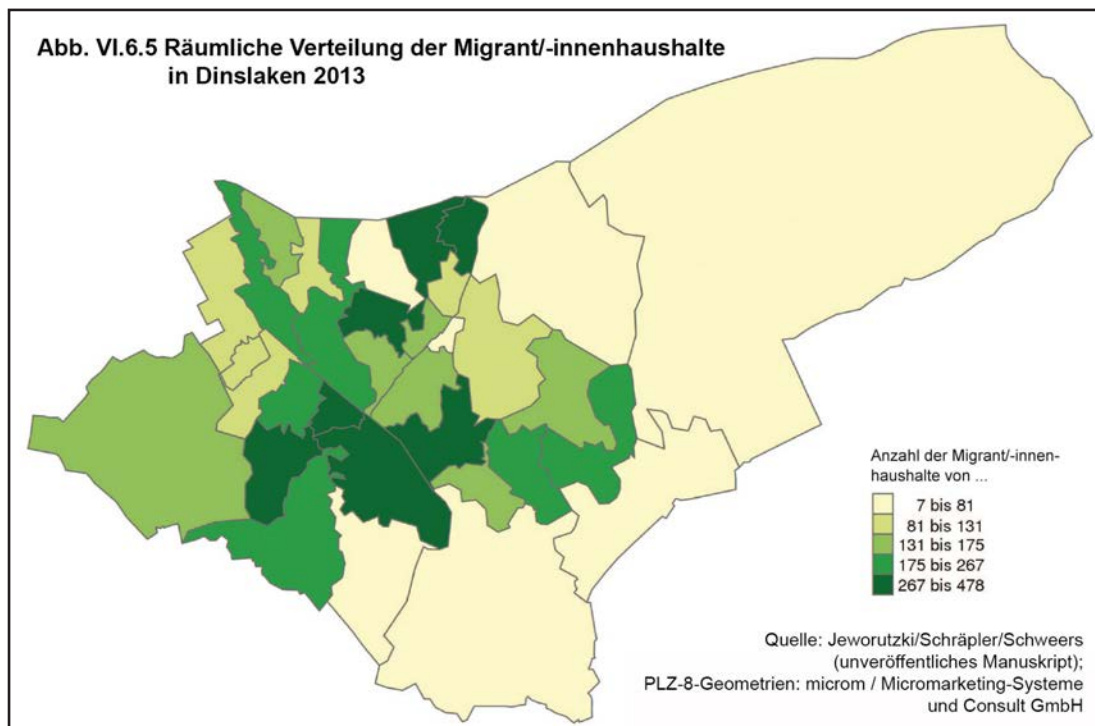 Abb. VI.6.5 Räumliche Verteilung der Migrant/-innenhaushalte
in Dinslaken 2013
Anzahl der Migrant/-innen-
haushalte von ...
7 bis 81
81 bis 131
131 bis 175
175 bis 267
267 bis 478
Quelle: Jeworutzki/Schräpler/Schweers
(unveröffentliches Manuskript);
PLZ-8-Geometrien: microm / Micromarketing-Systeme
und Consult GmbH